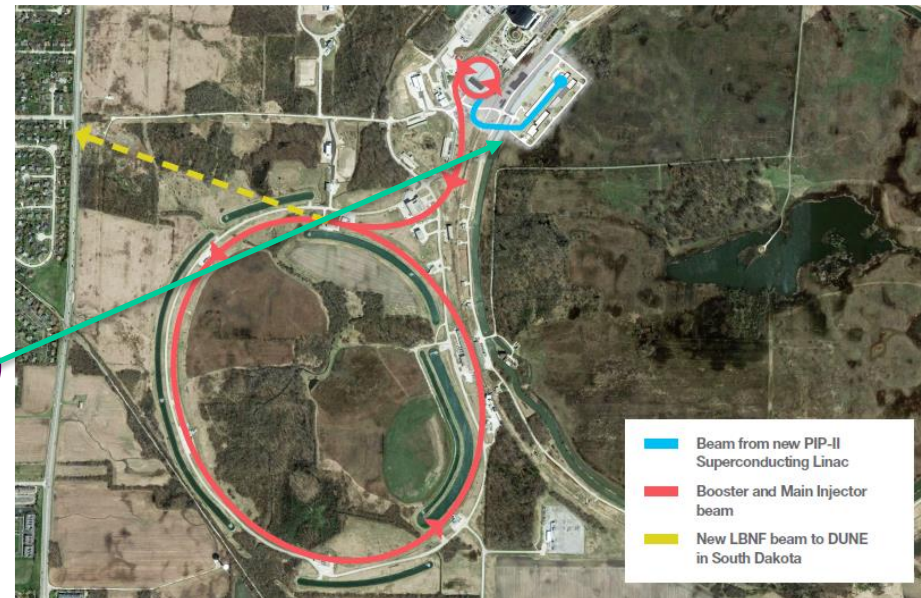 Beam from new PIP-II
Superconducting Linac
Booster and Main Injector
beam
New LBNF beam to DUNE
in South Dakota